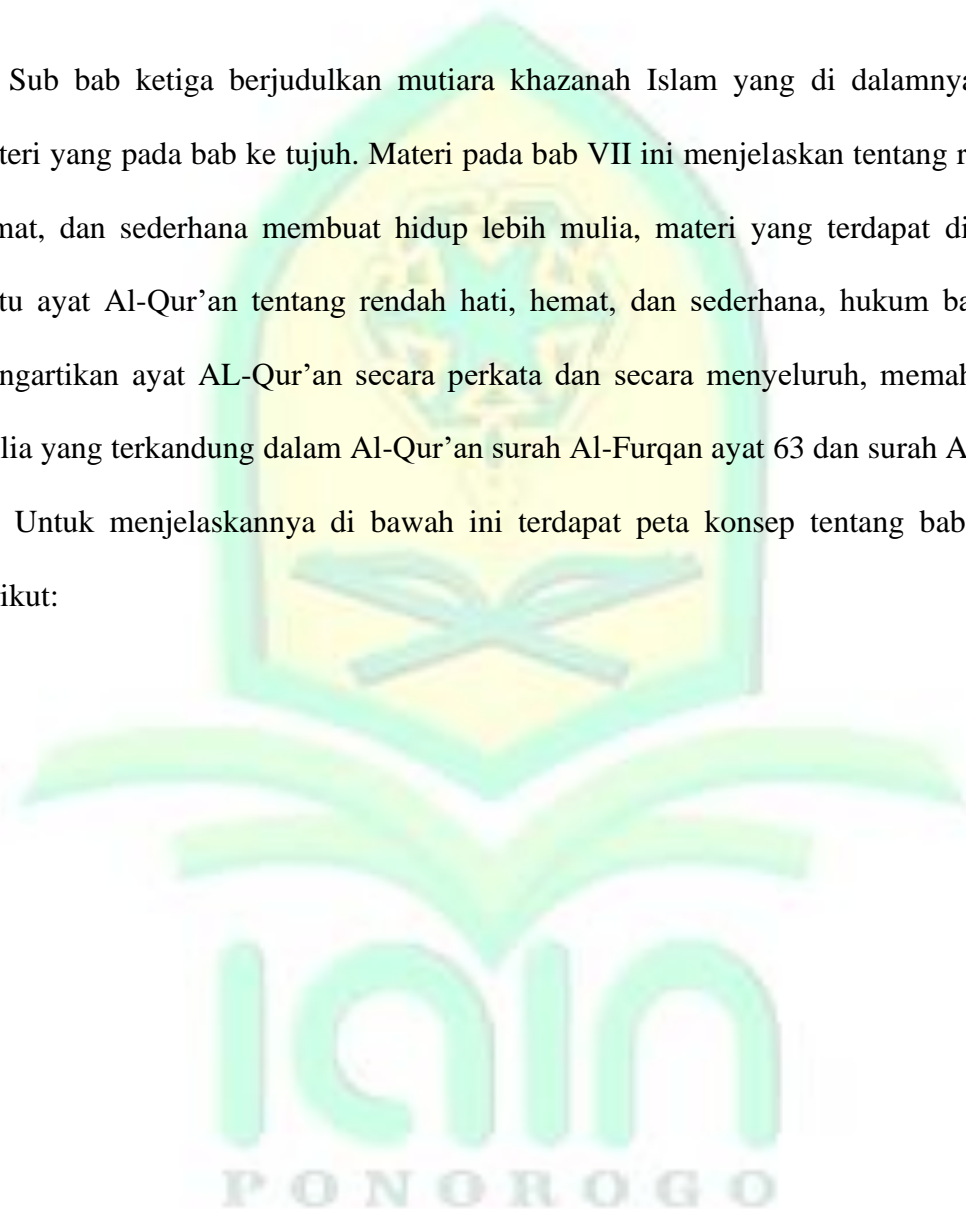 Sub bab ketiga berjudulkan mutiara khazanah Islam yang di dalamnya
teri yang pada bab ke tujuh. Materi pada bab VII ini menjelaskan tentang r
mat, dan sederhana membuat hidup lebih mulia, materi yang terdapat di
tu ayat Al-Qur’an tentang rendah hati, hemat, dan sederhana, hukum ba
ngartikan ayat AL-Qur’an secara perkata dan secara menyeluruh, memah
lia yang terkandung dalam Al-Qur’an surah Al-Furqan ayat 63 dan surah A
Untuk menjelaskannya di bawah ini terdapat peta konsep tentang bab
ikut:
iain
PONOROGO